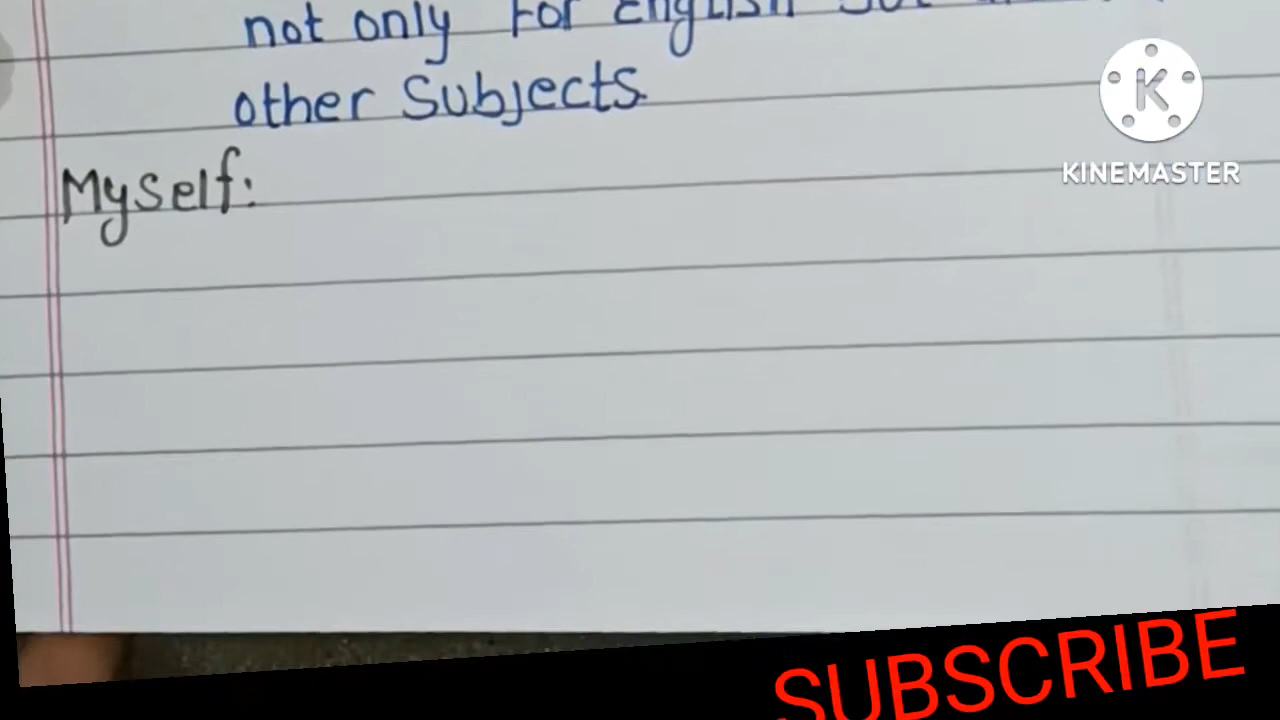 not only For English
other Subjects.
Myself:
KINEMASTER
SUBSCRIBE